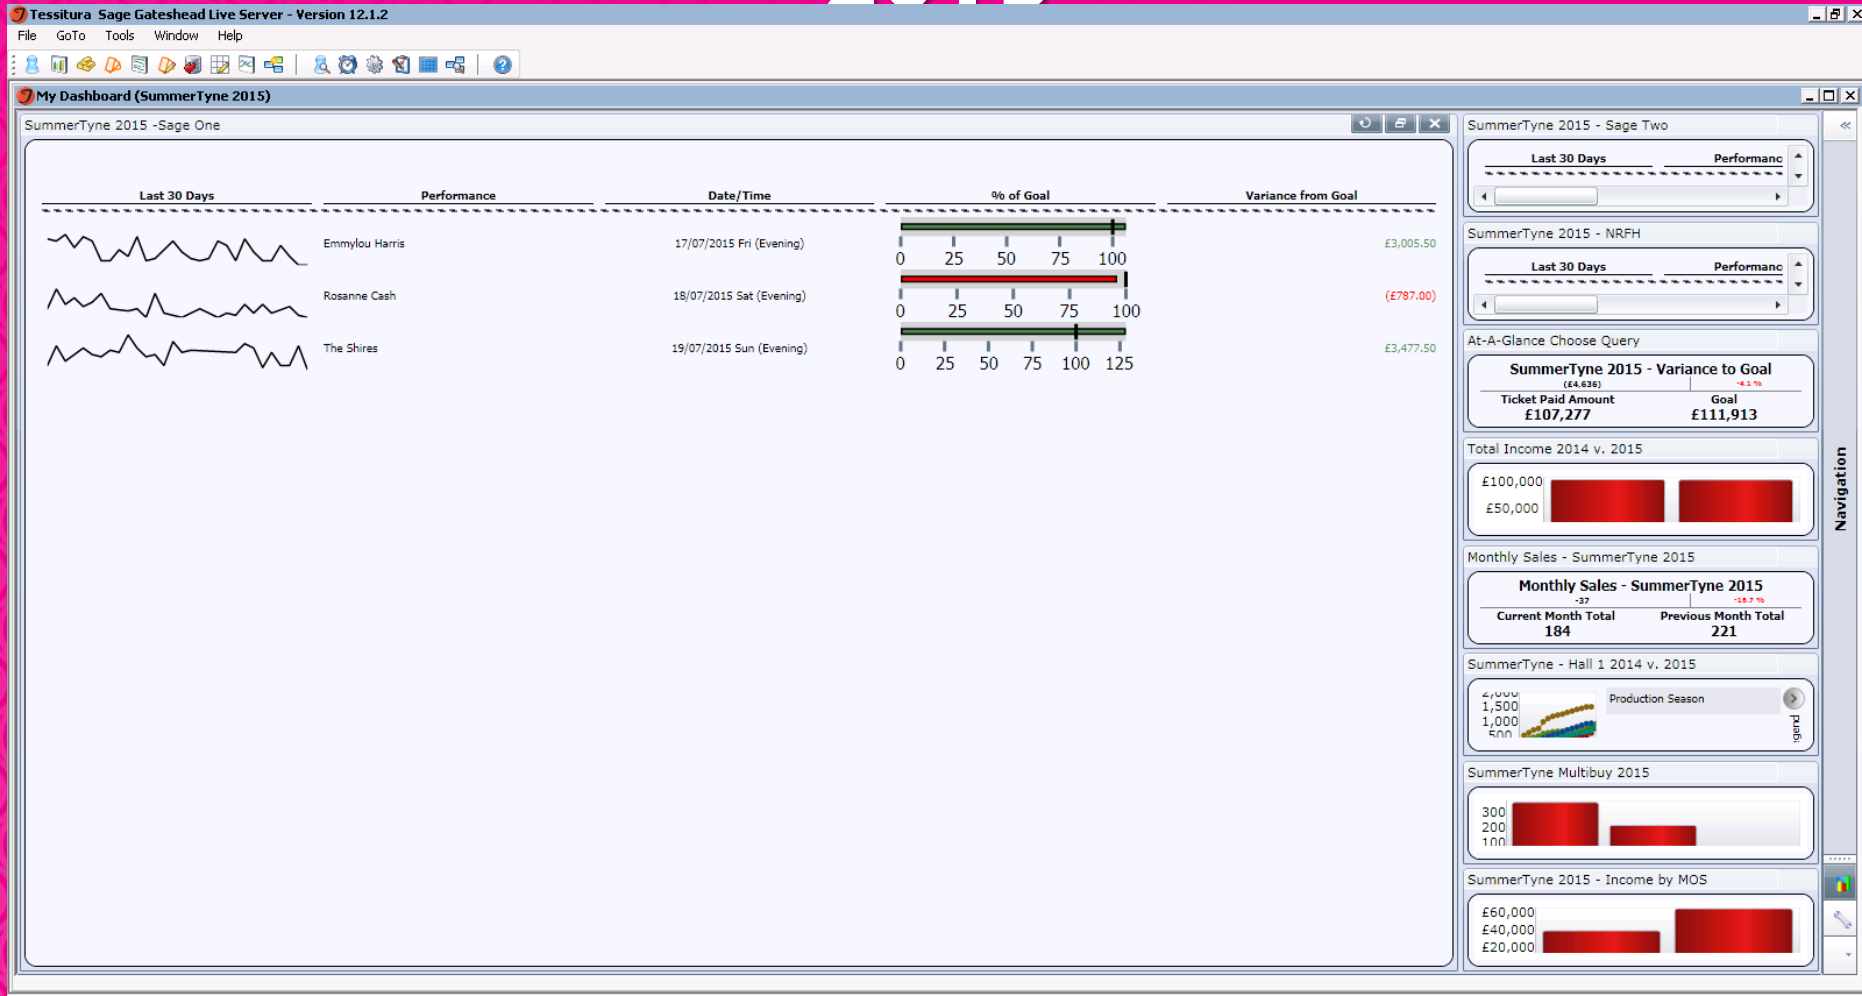 Tessitura Sage Gateshead Live Server - Version 12.1.2
File GoTo Tools Window Help
My Dashboard (SummerTyne 2015)
SummerTyne 2015 -Sage One
Last 30 Days Performance Date/Time % of Goal Variance from Goal
Emmylou Harris 17/07/2015 Fri (Evening) £3,005.50
0 25 50 75 100
Rosanne Cash 18/07/2015 Sat (Evening) (£787.00)
0 25 50 75 100
The Shires 19/07/2015 Sun (Evening) £3,477.50
0 25 50 75 100 125
SummerTyne 2015 - Sage Two
Last 30 Days Performanc
SummerTyne 2015 - NRFH
Last 30 Days Performanc
At-A-Glance Choose Query
SummerTyne 2015 - Variance to Goal
(£4,636) -4.1 %
Ticket Paid Amount Goal
£107,277 £111,913
Total Income 2014 v. 2015
£100,000
£50,000
Monthly Sales - SummerTyne 2015
Monthly Sales - SummerTyne 2015
-37 -16.7 %
Current Month Total Previous Month Total
184 221
SummerTyne - Hall 1 2014 v. 2015
2,000
1,500
1,000
500
Production Season
SummerTyne Multibuy 2015
300
200
100
SummerTyne 2015 - Income by MOS
£60,000
£40,000
£20,000
Navigation